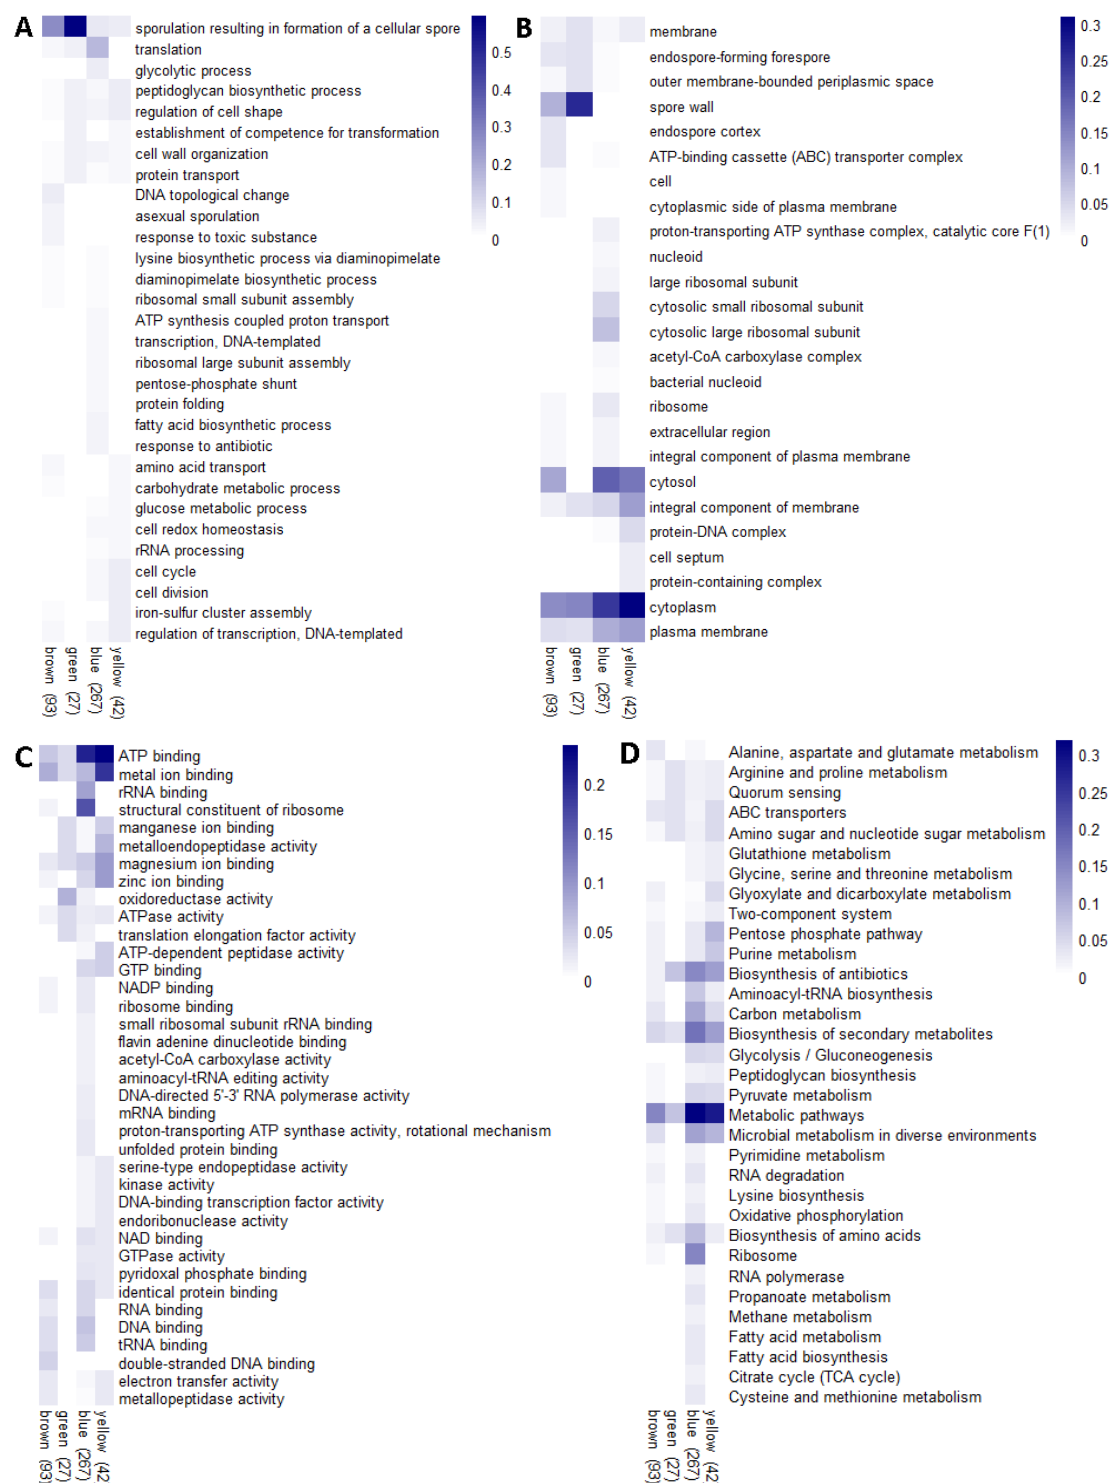 A
sporulation resulting in formation of a cellular spore
translation
glycolytic process
peptidoglycan biosynthetic process
regulation of cell shape
establishment of competence for transformation
cell wall organization
protein transport
DNA topological change
asexual sporulation
response to toxic substance
lysine biosynthetic process via diaminopimelate
diaminopimelate biosynthetic process
ribosomal small subunit assembly
ATP synthesis coupled proton transport
transcription, DNA-templated
ribosomal large subunit assembly
pentose-phosphate shunt
protein folding
fatty acid biosynthetic process
response to antibiotic
amino acid transport
carbohydrate metabolic process
glucose metabolic process
cell redox homeostasis
rRNA processing
cell cycle
cell division
iron-sulfur cluster assembly
regulation of transcription, DNA-templated
0.5
0.4
0.3
0.2
0.1
0
brown (93)
green (27)
blue (267)
yellow (42)
B
membrane
endospore-forming forespore
outer membrane-bounded periplasmic space
spore wall
endospore cortex
ATP-binding cassette (ABC) transporter complex
cell
cytoplasmic side of plasma membrane
proton-transporting ATP synthase complex, catalytic core F(1)
nucleoid
large ribosomal subunit
cytosolic small ribosomal subunit
cytosolic large ribosomal subunit
acetyl-CoA carboxylase complex
bacterial nucleoid
ribosome
extracellular region
integral component of plasma membrane
cytosol
integral component of membrane
protein-DNA complex
cell septum
protein-containing complex
cytoplasm
plasma membrane
0.3
0.25
0.2
0.15
0.1
0.05
0
brown (93)
green (27)
blue (267)
yellow (42)
C
ATP binding
metal ion binding
rRNA binding
structural constituent of ribosome
manganese ion binding
metalloendopeptidase activity
magnesium ion binding
zinc ion binding
oxidoreductase activity
ATPase activity
translation elongation factor activity
ATP-dependent peptidase activity
GTP binding
NADP binding
ribosome binding
small ribosomal subunit rRNA binding
flavin adenine dinucleotide binding
acetyl-CoA carboxylase activity
aminoacyl-tRNA editing activity
DNA-directed 5'-3' RNA polymerase activity
mRNA binding
proton-transporting ATP synthase activity, rotational mechanism
unfolded protein binding
serine-type endopeptidase activity
kinase activity
DNA-binding transcription factor activity
endoribonuclease activity
NAD binding
GTPase activity
pyridoxal phosphate binding
identical protein binding
RNA binding
DNA binding
tRNA binding
double-stranded DNA binding
electron transfer activity
metallopeptidase activity
0.2
0.15
0.1
0.05
0
brown (93)
green (27)
blue (267)
yellow (42)
D
Alanine, aspartate and glutamate metabolism
Arginine and proline metabolism
Quorum sensing
ABC transporters
Amino sugar and nucleotide sugar metabolism
Glutathione metabolism
Glycine, serine and threonine metabolism
Glyoxylate and dicarboxylate metabolism
Two-component system
Pentose phosphate pathway
Purine metabolism
Biosynthesis of antibiotics
Aminoacyl-tRNA biosynthesis
Carbon metabolism
Biosynthesis of secondary metabolites
Glycolysis / Gluconeogenesis
Peptidoglycan biosynthesis
Pyruvate metabolism
Metabolic pathways
Microbial metabolism in diverse environments
Pyrimidine metabolism
RNA degradation
Lysine biosynthesis
Oxidative phosphorylation
Biosynthesis of amino acids
Ribosome
RNA polymerase
Propanoate metabolism
Methane metabolism
Fatty acid metabolism
Fatty acid biosynthesis
Citrate cycle (TCA cycle)
Cysteine and methionine metabolism
0.3
0.25
0.2
0.15
0.1
0.05
0
brown (93)
green (27)
blue (267)
yellow (42)